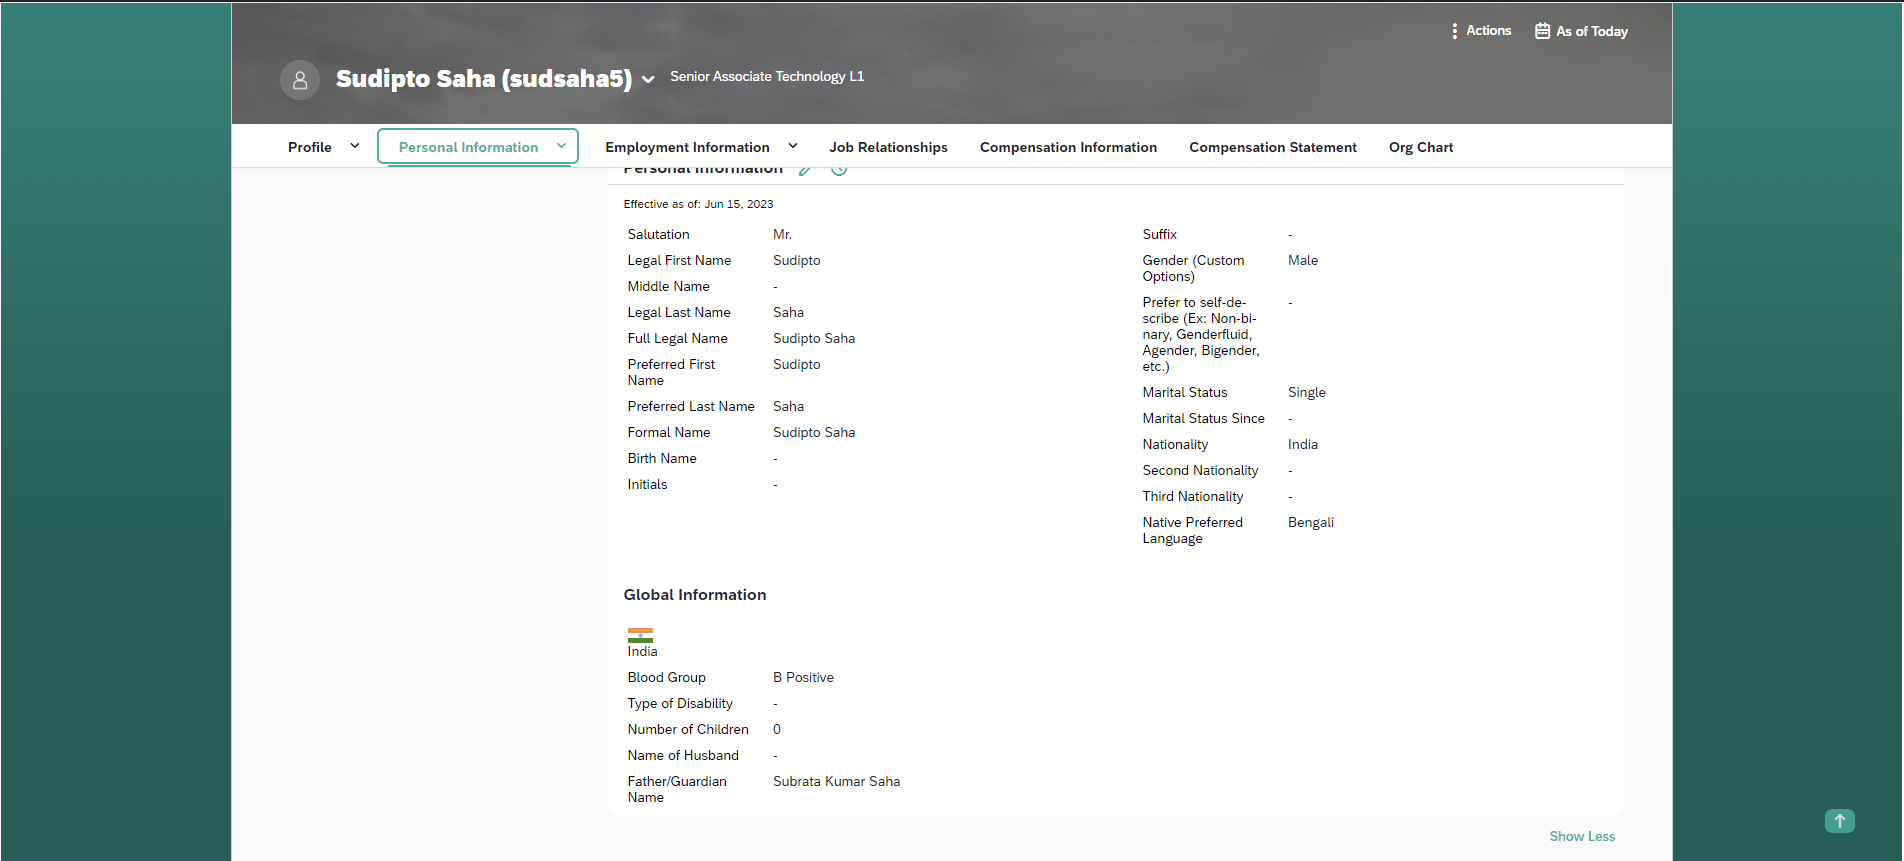 Actions
As of Today
Sudipto Saha (sudsaha5)
Senior Associate Technology L1
Profile
Personal Information
Employment Information
Job Relationships
Compensation Information
Compensation Statement
Org Chart
Personal Information
Effective as of: Jun 15, 2023
Salutation Mr.
Legal First Name Sudipto
Middle Name -
Legal Last Name Saha
Full Legal Name Sudipto Saha
Preferred First Sudipto
Name
Preferred Last Name Saha
Formal Name Sudipto Saha
Birth Name -
Initials -
Suffix -
Gender (Custom Male
Options)
Prefer to self-de- -
scribe (Ex: Non-bi-
nary, Genderfluid,
Agender, Bigender,
etc.)
Marital Status Single
Marital Status Since -
Nationality India
Second Nationality -
Third Nationality -
Native Preferred Bengali
Language
Global Information
India
Blood Group B Positive
Type of Disability -
Number of Children 0
Name of Husband -
Father/Guardian Subrata Kumar Saha
Name
Show Less